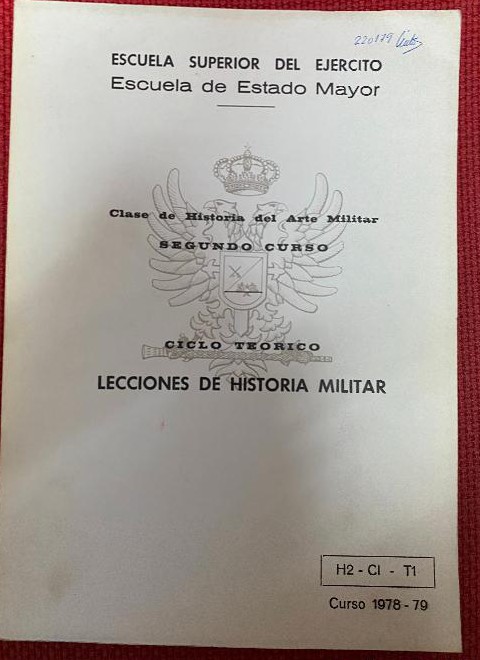 220179
ESCUELA SUPERIOR DEL EJERCITO
Escuela de Estado Mayor
Clase de Historia del Arte Militar
SEGUNDO CURSO
CICLO TEORICO
LECCIONES DE HISTORIA MILITAR
H2 - CI - T1
Curso 1978 - 79